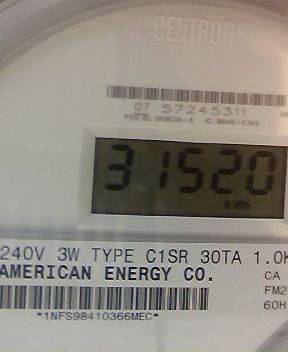 CENTRON®
07 57245311
31520
kWh
240V 3W TYPE C1SR 30TA 1.0K
AMERICAN ENERGY CO.
CA
FM2
60H
*1NFS98410366MEC*